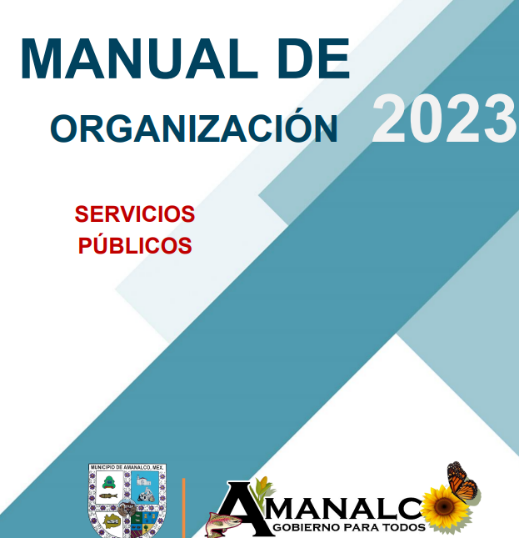 MANUAL DE
ORGANIZACIÓN 2023
SERVICIOS
PÚBLICOS
MUNICIPIO DE AMANALCO, MEX.
AMANALCO
GOBIERNO PARA TODOS